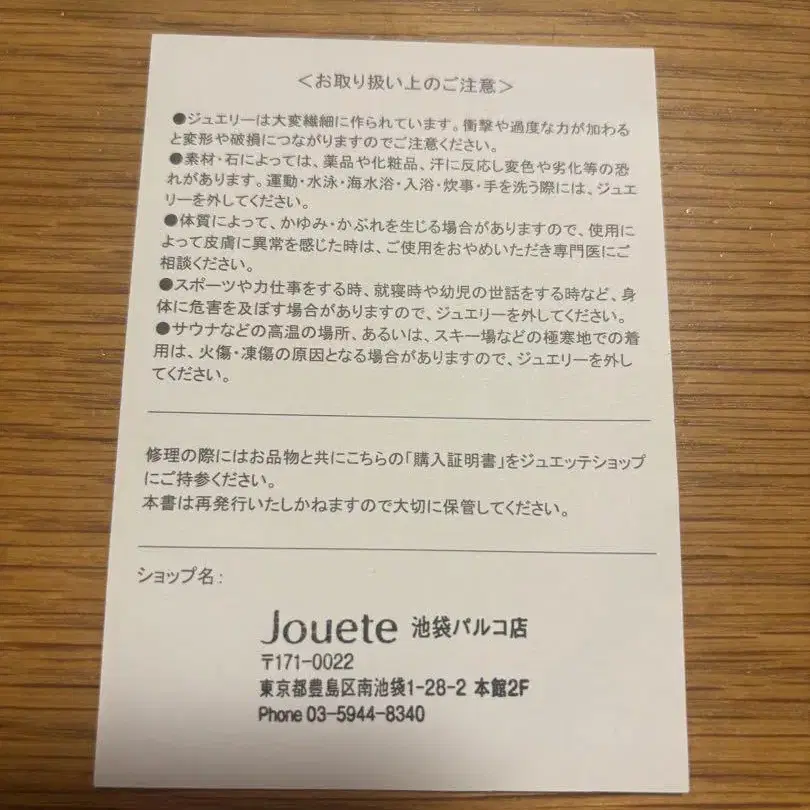 ＜お取り扱い上のご注意＞
●ジュエリーは大変繊細に作られています。衝撃や過度な力が加わる
と変形や破損につながりますのでご注意ください。
●素材・石によっては、薬品や化粧品、汗に反応し変色や劣化等の恐
れがあります。運動・水泳・海水浴・入浴・炊事・手を洗う際には、ジュエ
リーを外してください。
●体質によって、かゆみ・かぶれを生じる場合がありますので、使用に
よって皮膚に異常を感じた時は、ご使用をおやめいただき専門医にご
相談ください。
●スポーツや力仕事をする時、就寝時や幼児の世話をする時など、身
体に危害を及ぼす場合がありますので、ジュエリーを外してください。
●サウナなどの高温の場所、あるいは、スキー場などの極寒地での着
用は、火傷・凍傷の原因となる場合がありますので、ジュエリーを外し
てください。
修理の際にはお品物と共にこちらの「購入証明書」をジュエッテショップ
にご持参ください。
本書は再発行いたしかねますので大切に保管してください。
ショップ名：
Jouete 池袋パルコ店
〒171-0022
東京都豊島区南池袋1-28-2 本館2F
Phone 03-5944-8340